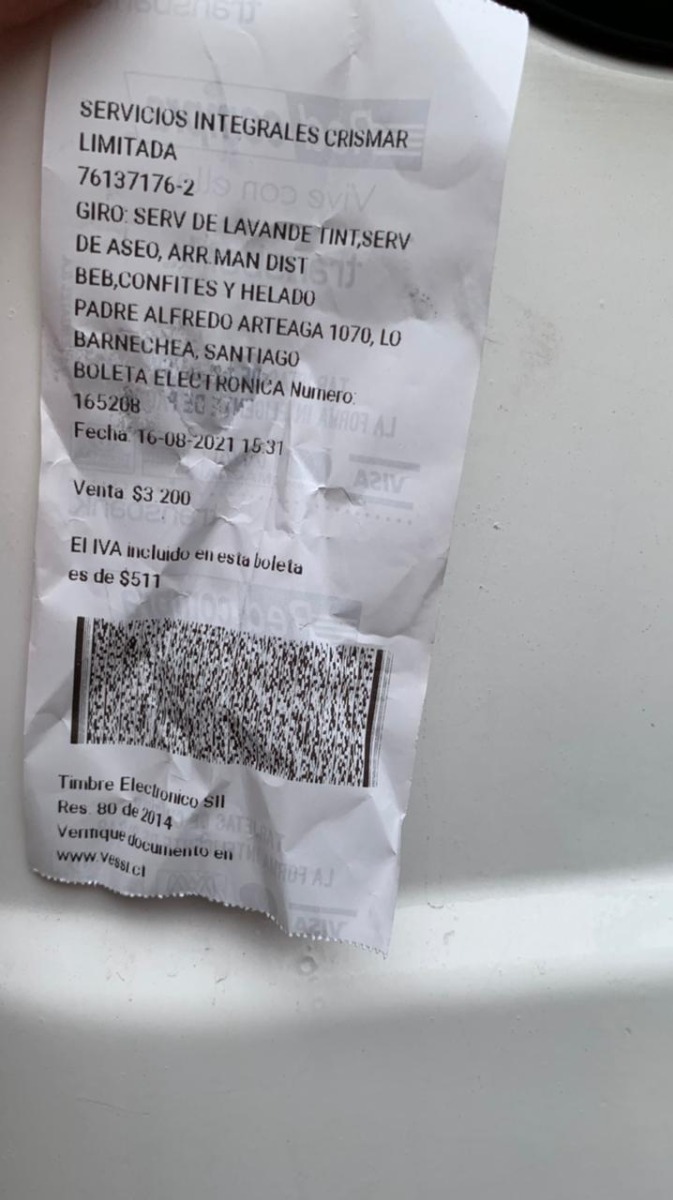 SERVICIOS INTEGRALES CRISMAR
LIMITADA
76137176-2
GIRO: SERV DE LAVANDE TINT,SERV
DE ASEO, ARR.MAN DIST
BEB,CONFITES Y HELADO
PADRE ALFREDO ARTEAGA 1070, LO
BARNECHEA, SANTIAGO
BOLETA ELECTRONICA Numero:
165208
Fecha: 16-08-2021 15:31
Venta $3.200
El IVA incluido en esta boleta
es de $511
Timbre Electronico SII
Res. 80 de 2014
Verifique documento en